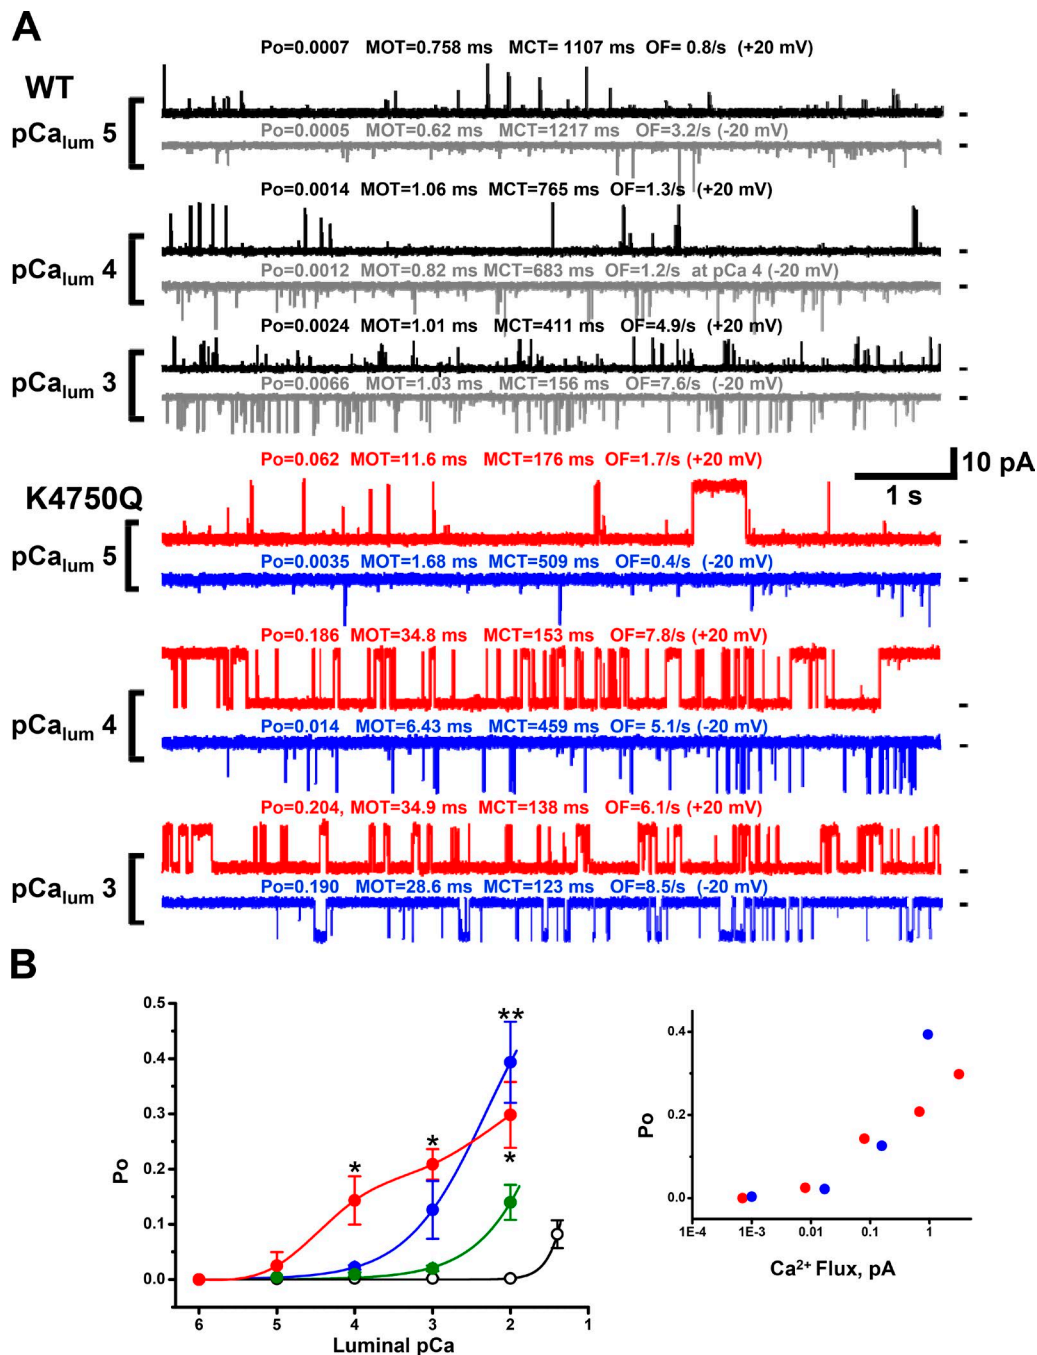 A
Po=0.0007 MOT=0.758 ms MCT= 1107 ms OF= 0.8/s (+20 mV)
WT
pCalum 5
Po=0.0005 MOT=0.62 ms MCT=1217 ms OF=3.2/s (-20 mV)
Po=0.0014 MOT=1.06 ms MCT=765 ms OF=1.3/s (+20 mV)
pCalum 4
Po=0.0012 MOT=0.82 ms MCT=683 ms OF=1.2/s at pCa 4 (-20 mV)
Po=0.0024 MOT=1.01 ms MCT=411 ms OF=4.9/s (+20 mV)
pCalum 3
Po=0.0066 MOT=1.03 ms MCT=156 ms OF=7.6/s (-20 mV)
Po=0.062 MOT=11.6 ms MCT=176 ms OF=1.7/s (+20 mV)
10 pA
1 s
K4750Q
pCalum 5
Po=0.0035 MOT=1.68 ms MCT=509 ms OF=0.4/s (-20 mV)
Po=0.186 MOT=34.8 ms MCT=153 ms OF=7.8/s (+20 mV)
pCalum 4
Po=0.014 MOT=6.43 ms MCT=459 ms OF= 5.1/s (-20 mV)
Po=0.204, MOT=34.9 ms MCT=138 ms OF=6.1/s (+20 mV)
pCalum 3
Po=0.190 MOT=28.6 ms MCT=123 ms OF=8.5/s (-20 mV)
B
0.5
0.4
0.3
0.2
0.1
0.0
Po
**
*
*
*
6 5 4 3 2 1
Luminal pCa
0.4
0.2
0.0
Po
1E-4 1E-3 0.01 0.1 1
Ca2+ Flux, pA